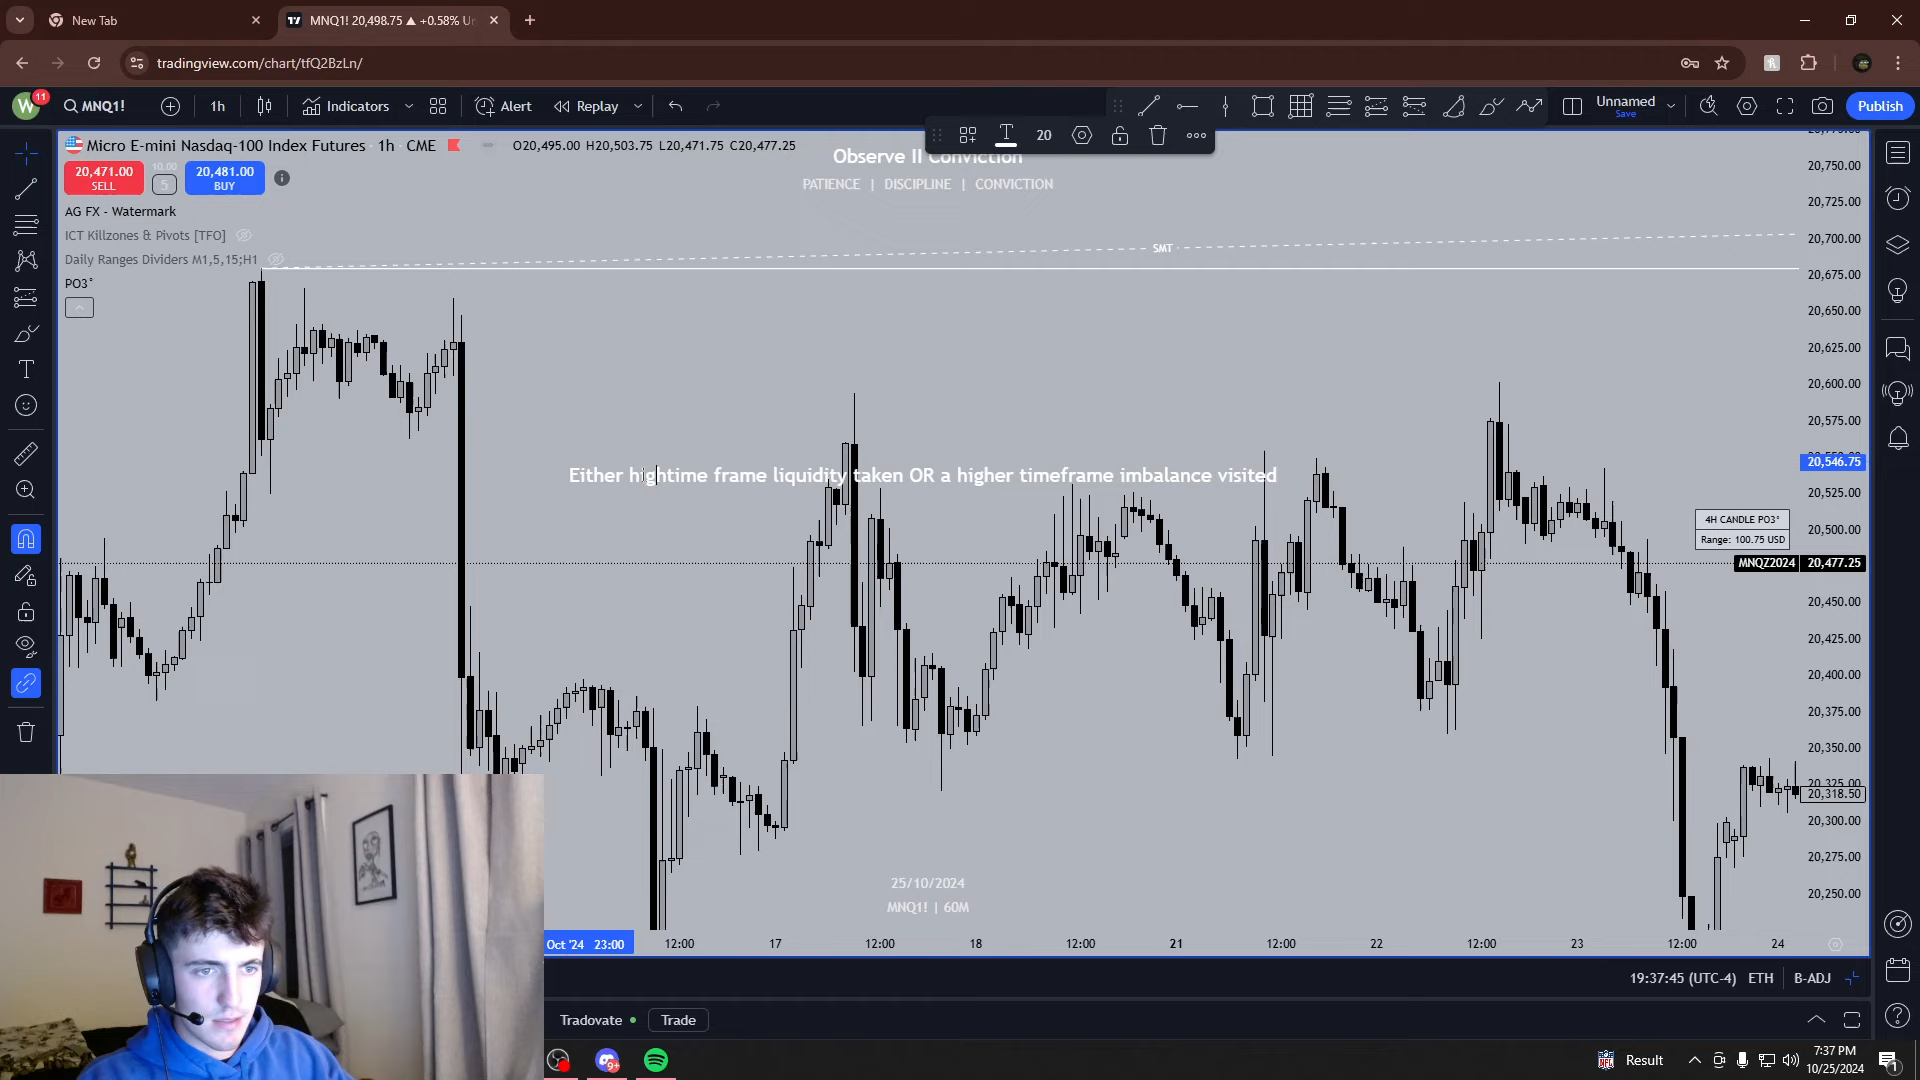 New Tab
MNQ1! 20,498.75 ▲ +0.58% Un
tradingview.com/chart/tfQ2BzLn/
W 11 MNQ1! 1h Indicators Alert Replay Unnamed Save Publish
T 20
Micro E-mini Nasdaq-100 Index Futures · 1h · CME O20,495.00 H20,503.75 L20,471.75 C20,477.25
20,471.00 SELL 10.00 5 20,481.00 BUY
Observe II Conviction
PATIENCE | DISCIPLINE | CONVICTION
AG FX - Watermark
ICT Killzones & Pivots [TFO]
Daily Ranges Dividers M1,5,15;H1
PO3°
SMT
Either hightime frame liquidity taken OR a higher timeframe imbalance visited
20,750.00
20,725.00
20,700.00
20,675.00
20,650.00
20,625.00
20,600.00
20,575.00
20,546.75
20,525.00
20,500.00
4H CANDLE PO3°
Range: 100.75 USD
MNQZ2024 20,477.25
20,450.00
20,425.00
20,400.00
20,375.00
20,350.00
20,325.00
20,318.50
20,300.00
20,275.00
20,250.00
25/10/2024
MNQ1! | 60M
Oct '24 23:00 12:00 17 12:00 18 12:00 21 12:00 22 12:00 23 12:00 24
19:37:45 (UTC-4) ETH B-ADJ
Tradovate Trade
9+
Result
7:37 PM
10/25/2024
1